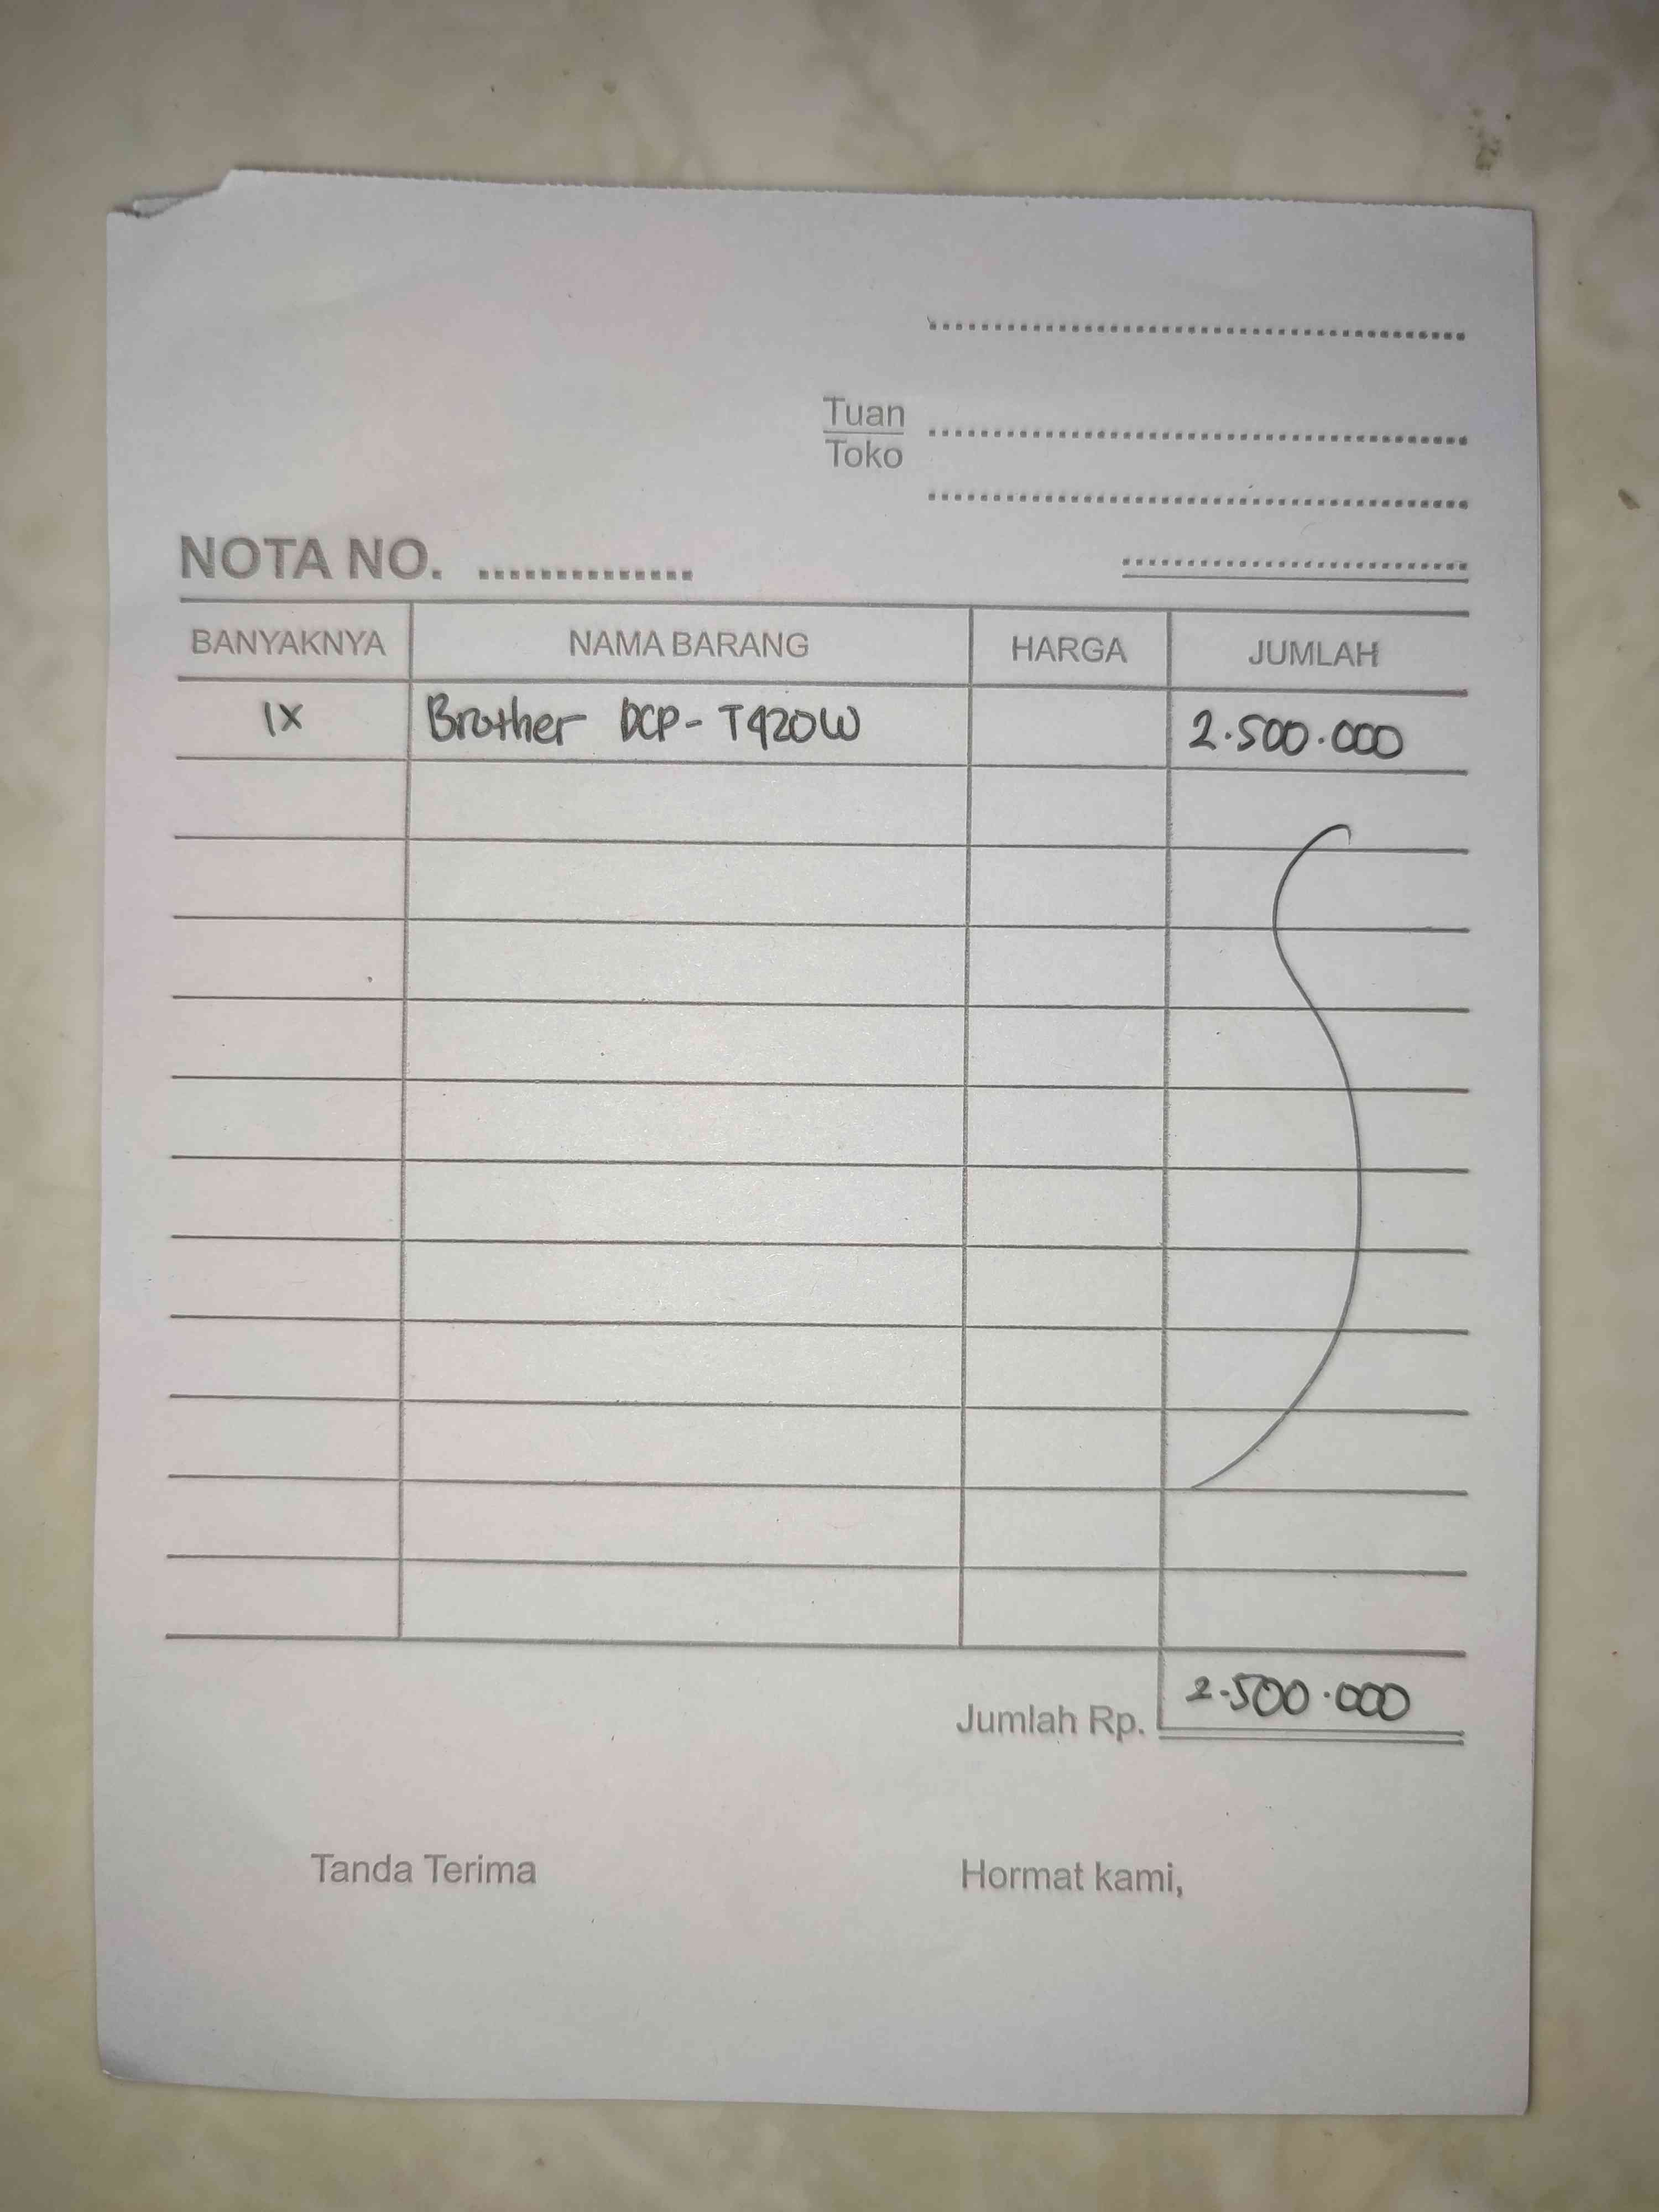 Tuan
Toko
NOTA NO. ..............
BANYAKNYA NAMA BARANG HARGA JUMLAH
1X Brother DCP-T420W 2.500.000
Jumlah Rp. 2.500.000
Tanda Terima Hormat kami,